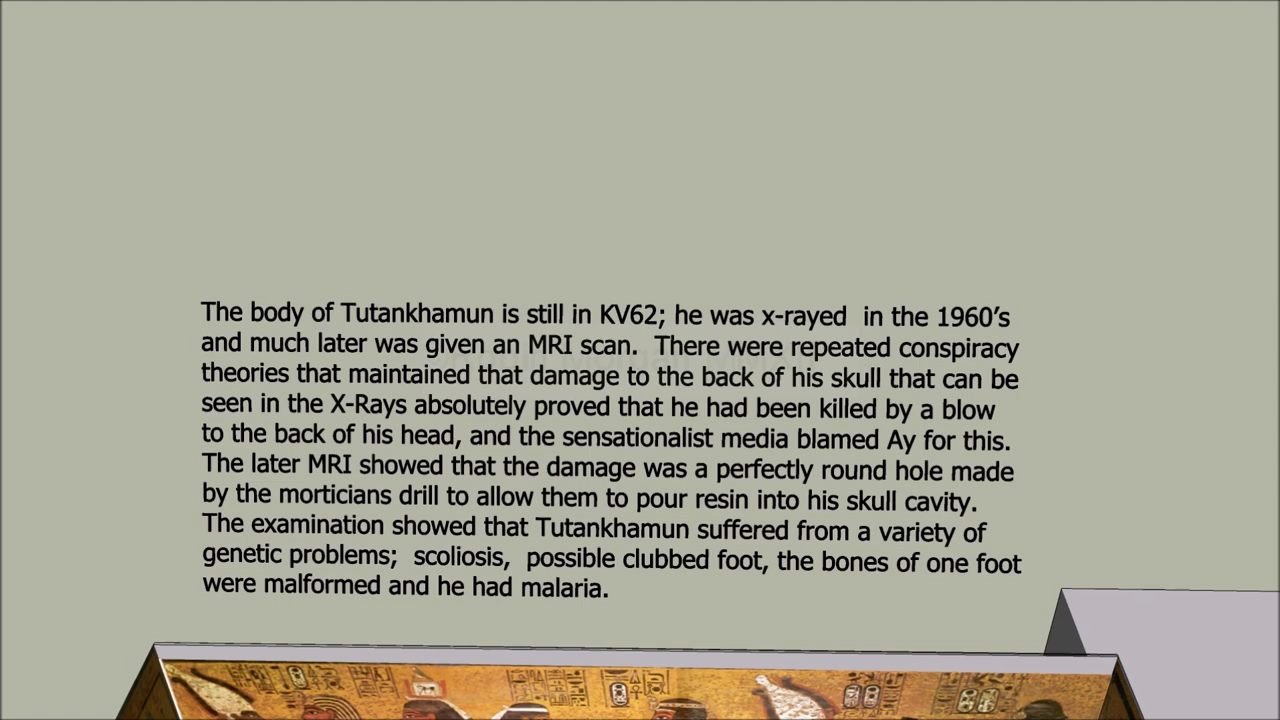 The body of Tutankhamun is still in KV62; he was x-rayed  in the 1960’s
and much later was given an MRI scan.  There were repeated conspiracy
theories that maintained that damage to the back of his skull that can be
seen in the X-Rays absolutely proved that he had been killed by a blow
to the back of his head, and the sensationalist media blamed Ay for this.
The later MRI showed that the damage was a perfectly round hole made
by the morticians drill to allow them to pour resin into his skull cavity.
The examination showed that Tutankhamun suffered from a variety of
genetic problems;  scoliosis,  possible clubbed foot, the bones of one foot
were malformed and he had malaria.